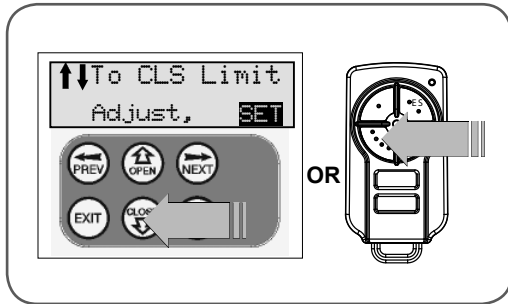 To CLS Limit
Adjust, SET
PREV
OPEN
NEXT
EXIT
OR